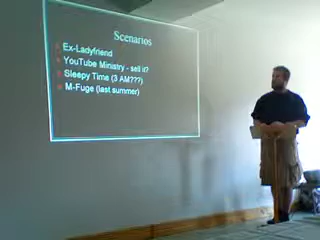 Scenarios
Ex-Ladyfriend
YouTube Ministry - sell it?
Sleepy Time (3 AM???)
M-Fuge (last summer)